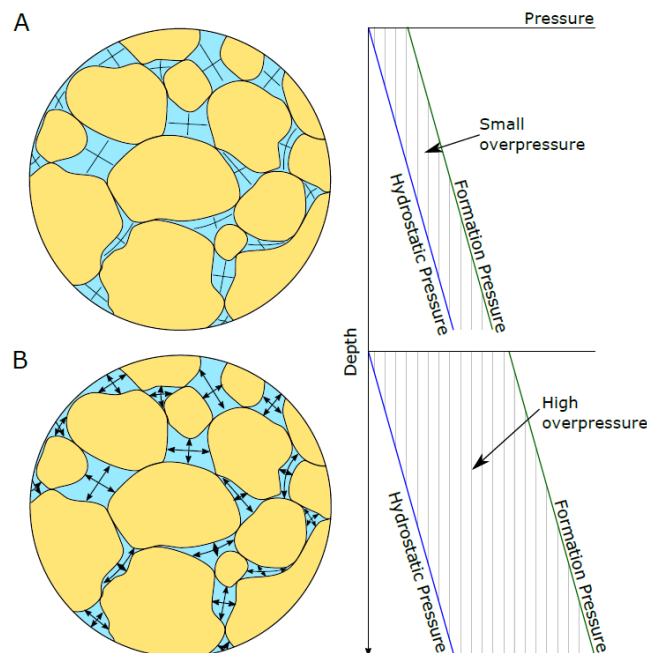 A
Pressure
Small
overpressure
Hydrostatic Pressure
Formation Pressure
Depth
B
High
overpressure
Hydrostatic Pressure
Formation Pressure